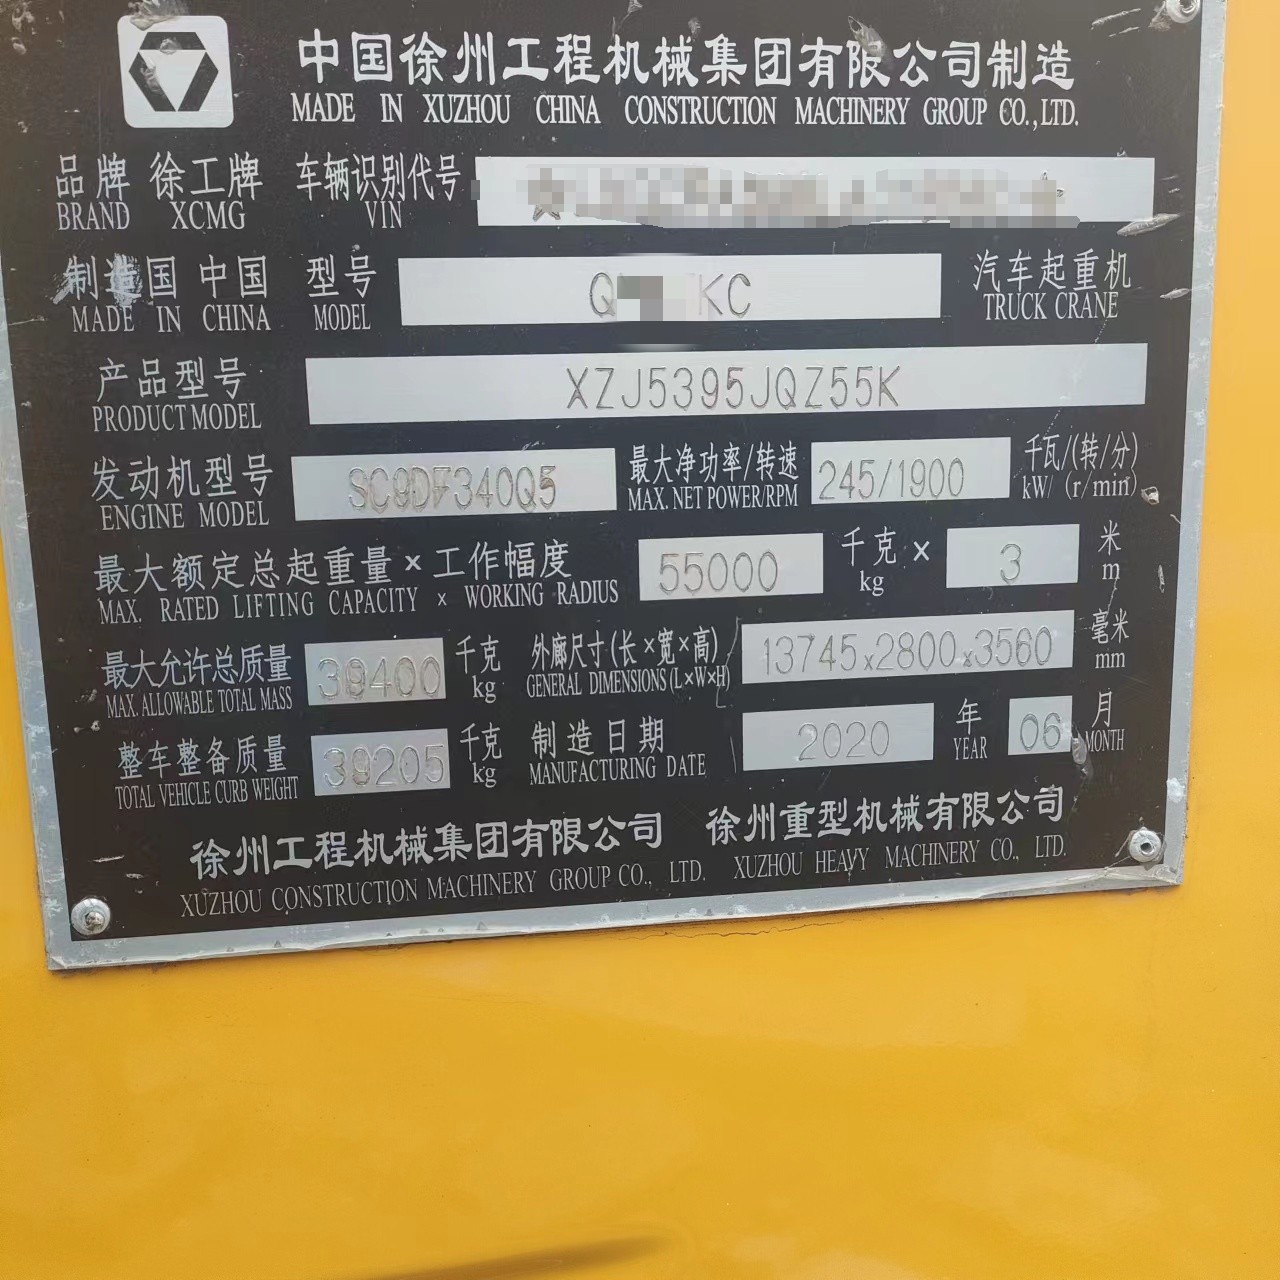 中国徐州工程机械集团有限公司制造
MADE IN XUZHOU CHINA CONSTRUCTION MACHINERY GROUP CO.,LTD.
品牌 徐工牌 车辆识别代号
BRAND XCMG VIN
制造国 中国 型号 汽车起重机
MADE IN CHINA MODEL TRUCK CRANE
产品型号 XZJ5395JQZ55K
PRODUCT MODEL
发动机型号 SC9DF340Q5 最大净功率/转速 245/1900 千瓦/(转/分)
ENGINE MODEL MAX. NET POWER/RPM kW/ (r/min)
最大额定总起重量×工作幅度 55000 千克 × 3 米
MAX. RATED LIFTING CAPACITY × WORKING RADIUS kg m
最大允许总质量 39400 千克 外廊尺寸(长×宽×高) 13745×2800×3560 毫米
MAX. ALLOWABLE TOTAL MASS kg GENERAL DIMENSIONS(L×W×H) mm
整车整备质量 39205 千克 制造日期 2020 年 06 月
TOTAL VEHICLE CURB WEIGHT kg MANUFACTURING DATE YEAR MONTH
徐州工程机械集团有限公司 徐州重型机械有限公司
XUZHOU CONSTRUCTION MACHINERY GROUP CO., LTD. XUZHOU HEAVY MACHINERY CO., LTD.